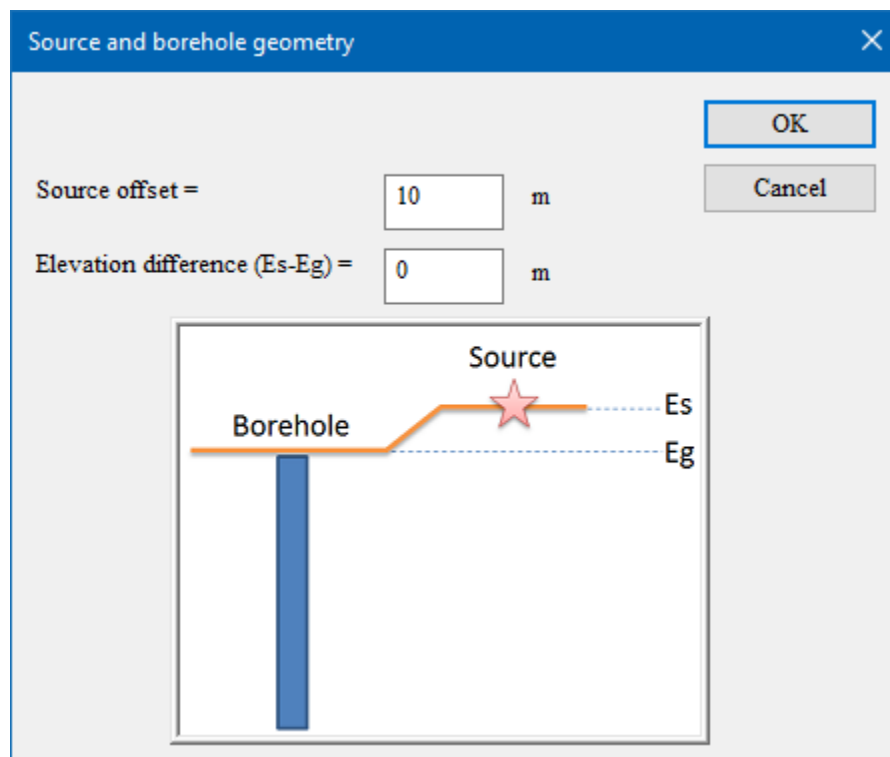 Source and borehole geometry
OK
Source offset = 10 m
Cancel
Elevation difference (Es-Eg) = 0 m
Source
Es
Borehole
Eg